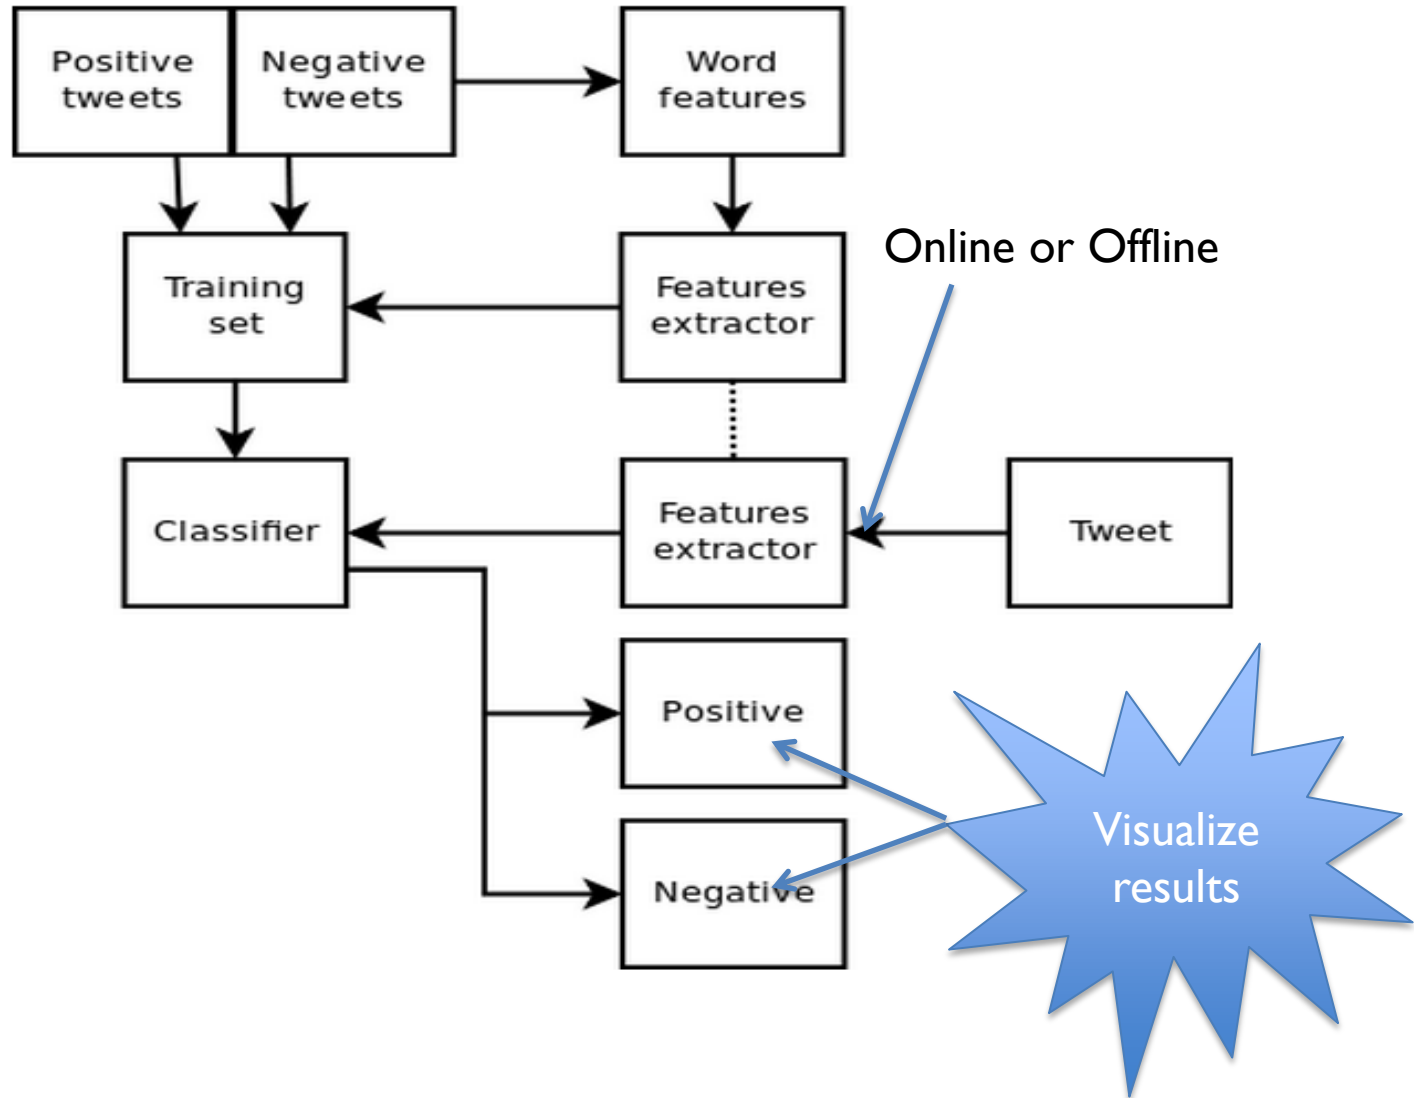 Positive
tweets
Negative
tweets
Word
features
Online or Offline
Training
set
Features
extractor
Classifier
Features
extractor
Tweet
Positive
Visualize
results
Negative